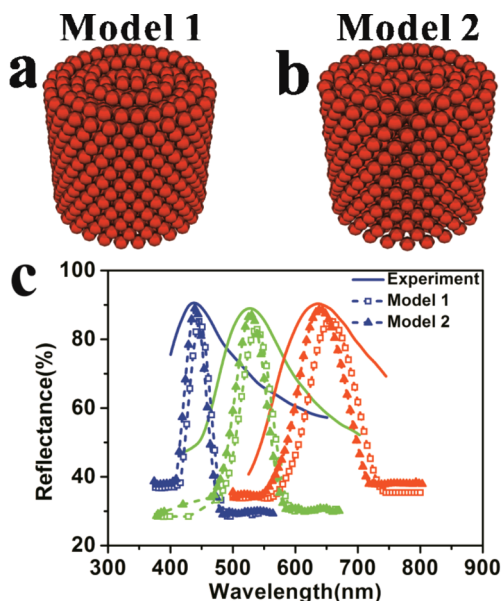 Model 1
Model 2
a
b
c
Experiment
Model 1
Model 2
Reflectance(%)
100
80
60
40
20
300 400 500 600 700 800 900
Wavelength(nm)